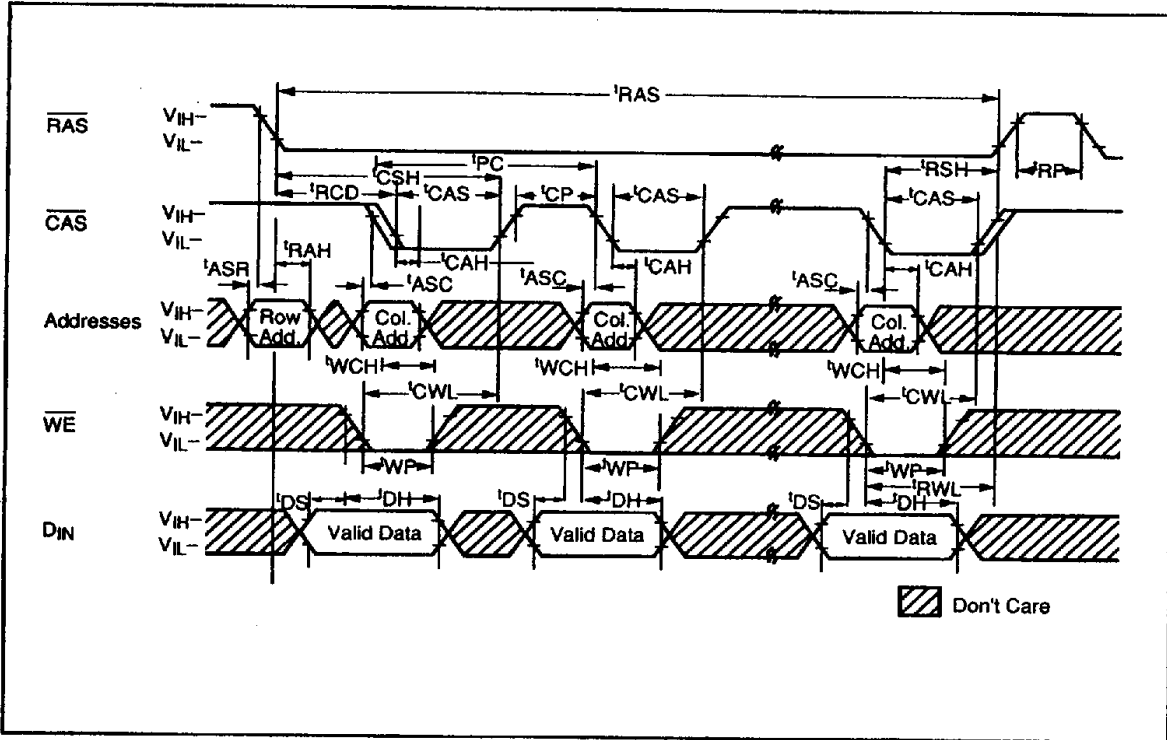 tRAS
RAS VIH–
VIL–
tPC
tCSH tRSH tRP
tRCD tCAS tCP tCAS tCAS
CAS VIH–
VIL–
tRAH
tASR tCAH tCAH tCAH
tASC tASC tASC
Addresses VIH– Row Add. Col. Add. Col. Add. Col. Add.
VIL–
tWCH tWCH tWCH
tCWL tCWL tCWL
WE VIH–
VIL–
tWP tWP tWP
tRWL
tDS tDH tDS tDH tDS tDH
DIN VIH– Valid Data Valid Data Valid Data
VIL–
Don't Care